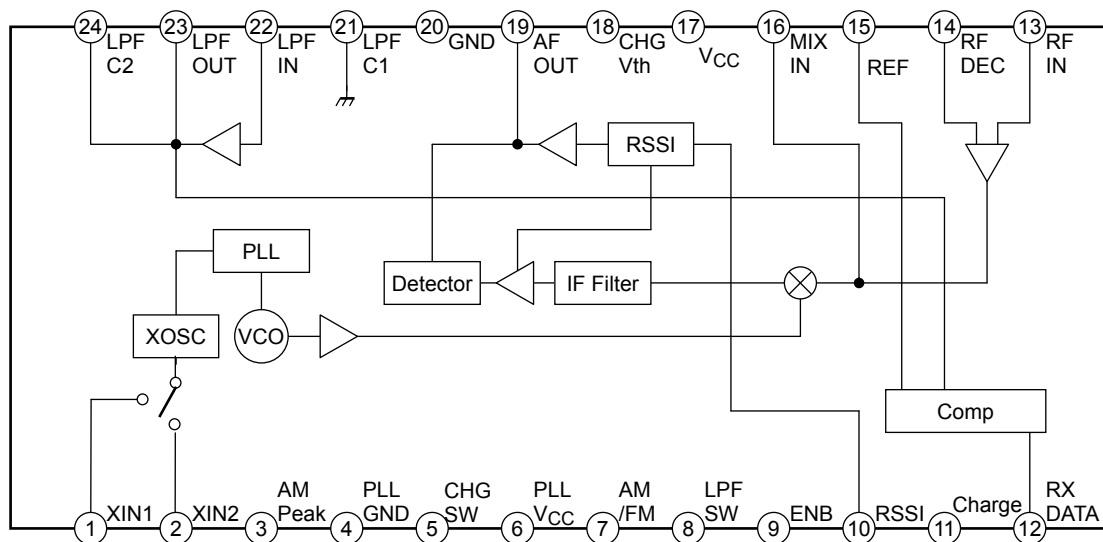 24 23 22 21 20 19 18 17 16 15 14 13
LPF C2
LPF OUT
LPF IN
LPF C1
GND
AF OUT
CHG Vth
VCC
MIX IN
REF
RF DEC
RF IN
RSSI
PLL
Detector
IF Filter
XOSC
VCO
Comp
XIN1
XIN2
AM Peak
PLL GND
CHG SW
PLL VCC
AM /FM
LPF SW
ENB
RSSI
Charge
RX DATA
1 2 3 4 5 6 7 8 9 10 11 12